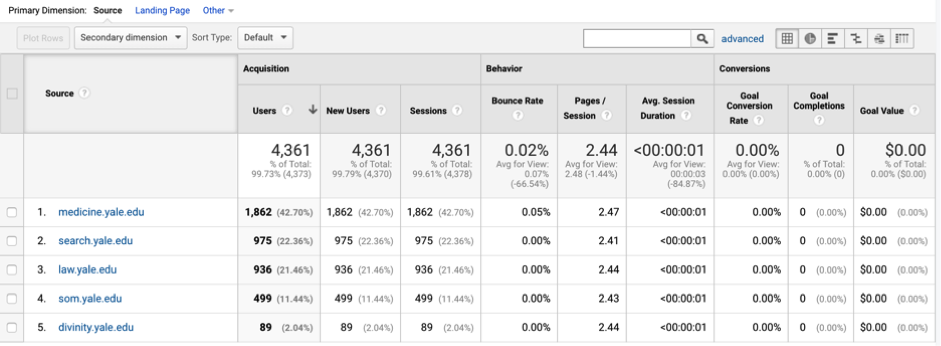 Primary Dimension: Source Landing Page Other
Plot Rows Secondary dimension Sort Type: Default advanced
Acquisition Behavior Conversions
Source ? Users ? New Users ? Sessions ? Bounce Rate ? Pages / Session ? Avg. Session Duration ? Goal Conversion Rate ? Goal Completions ? Goal Value ?
4,361 4,361 4,361 0.02% 2.44 <00:00:01 0.00% 0 $0.00
% of Total: 99.73% (4,373) % of Total: 99.79% (4,370) % of Total: 99.61% (4,378) Avg for View: 0.07% (-66.54%) Avg for View: 2.48 (-1.44%) Avg for View: 00:00:03 (-84.87%) Avg for View: 0.00% (0.00%) % of Total: 0.00% (0) % of Total: 0.00% ($0.00)
1. medicine.yale.edu 1,862 (42.70%) 1,862 (42.70%) 1,862 (42.70%) 0.05% 2.47 <00:00:01 0.00% 0 (0.00%) $0.00 (0.00%)
2. search.yale.edu 975 (22.36%) 975 (22.36%) 975 (22.36%) 0.00% 2.41 <00:00:01 0.00% 0 (0.00%) $0.00 (0.00%)
3. law.yale.edu 936 (21.46%) 936 (21.46%) 936 (21.46%) 0.00% 2.44 <00:00:01 0.00% 0 (0.00%) $0.00 (0.00%)
4. som.yale.edu 499 (11.44%) 499 (11.44%) 499 (11.44%) 0.00% 2.43 <00:00:01 0.00% 0 (0.00%) $0.00 (0.00%)
5. divinity.yale.edu 89 (2.04%) 89 (2.04%) 89 (2.04%) 0.00% 2.44 <00:00:01 0.00% 0 (0.00%) $0.00 (0.00%)